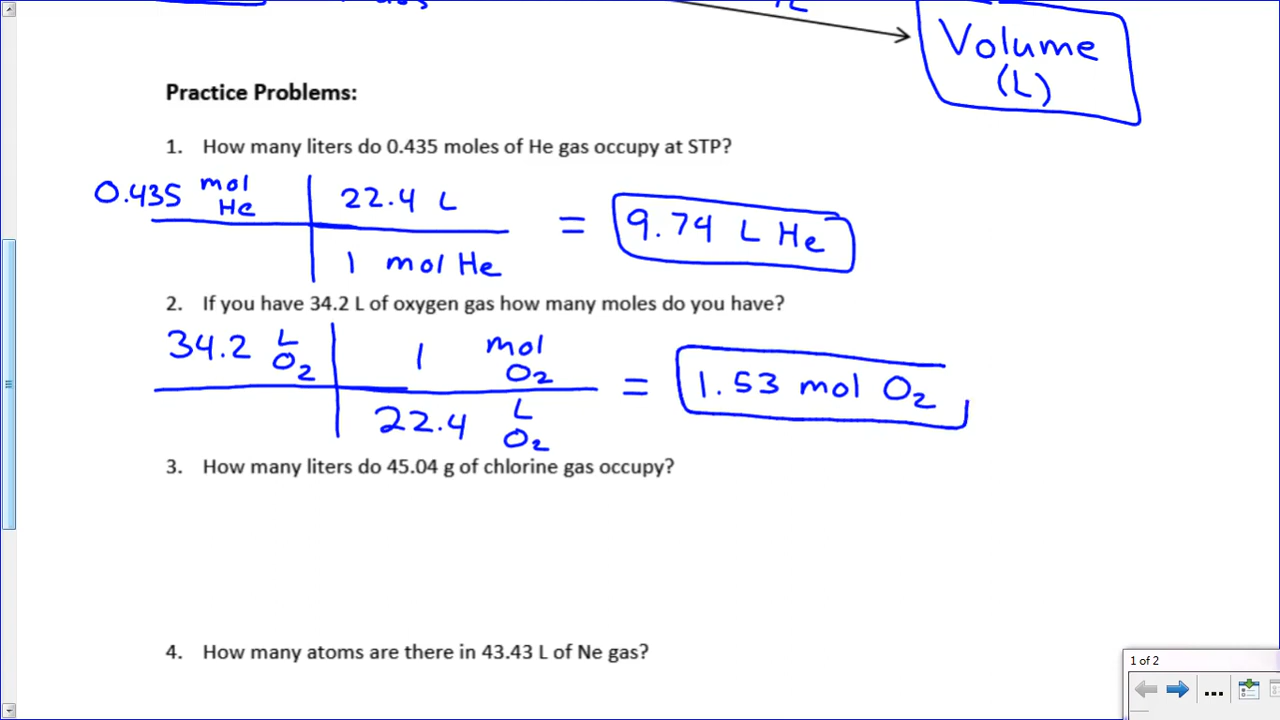 Volume
(L)
Practice Problems:
1. How many liters do 0.435 moles of He gas occupy at STP?
0.435 mol He | 22.4 L
1 mol He
= 9.74 L He
2. If you have 34.2 L of oxygen gas how many moles do you have?
34.2 L O2 | 1 mol O2
22.4 L O2
= 1.53 mol O2
3. How many liters do 45.04 g of chlorine gas occupy?
4. How many atoms are there in 43.43 L of Ne gas?
1 of 2
...